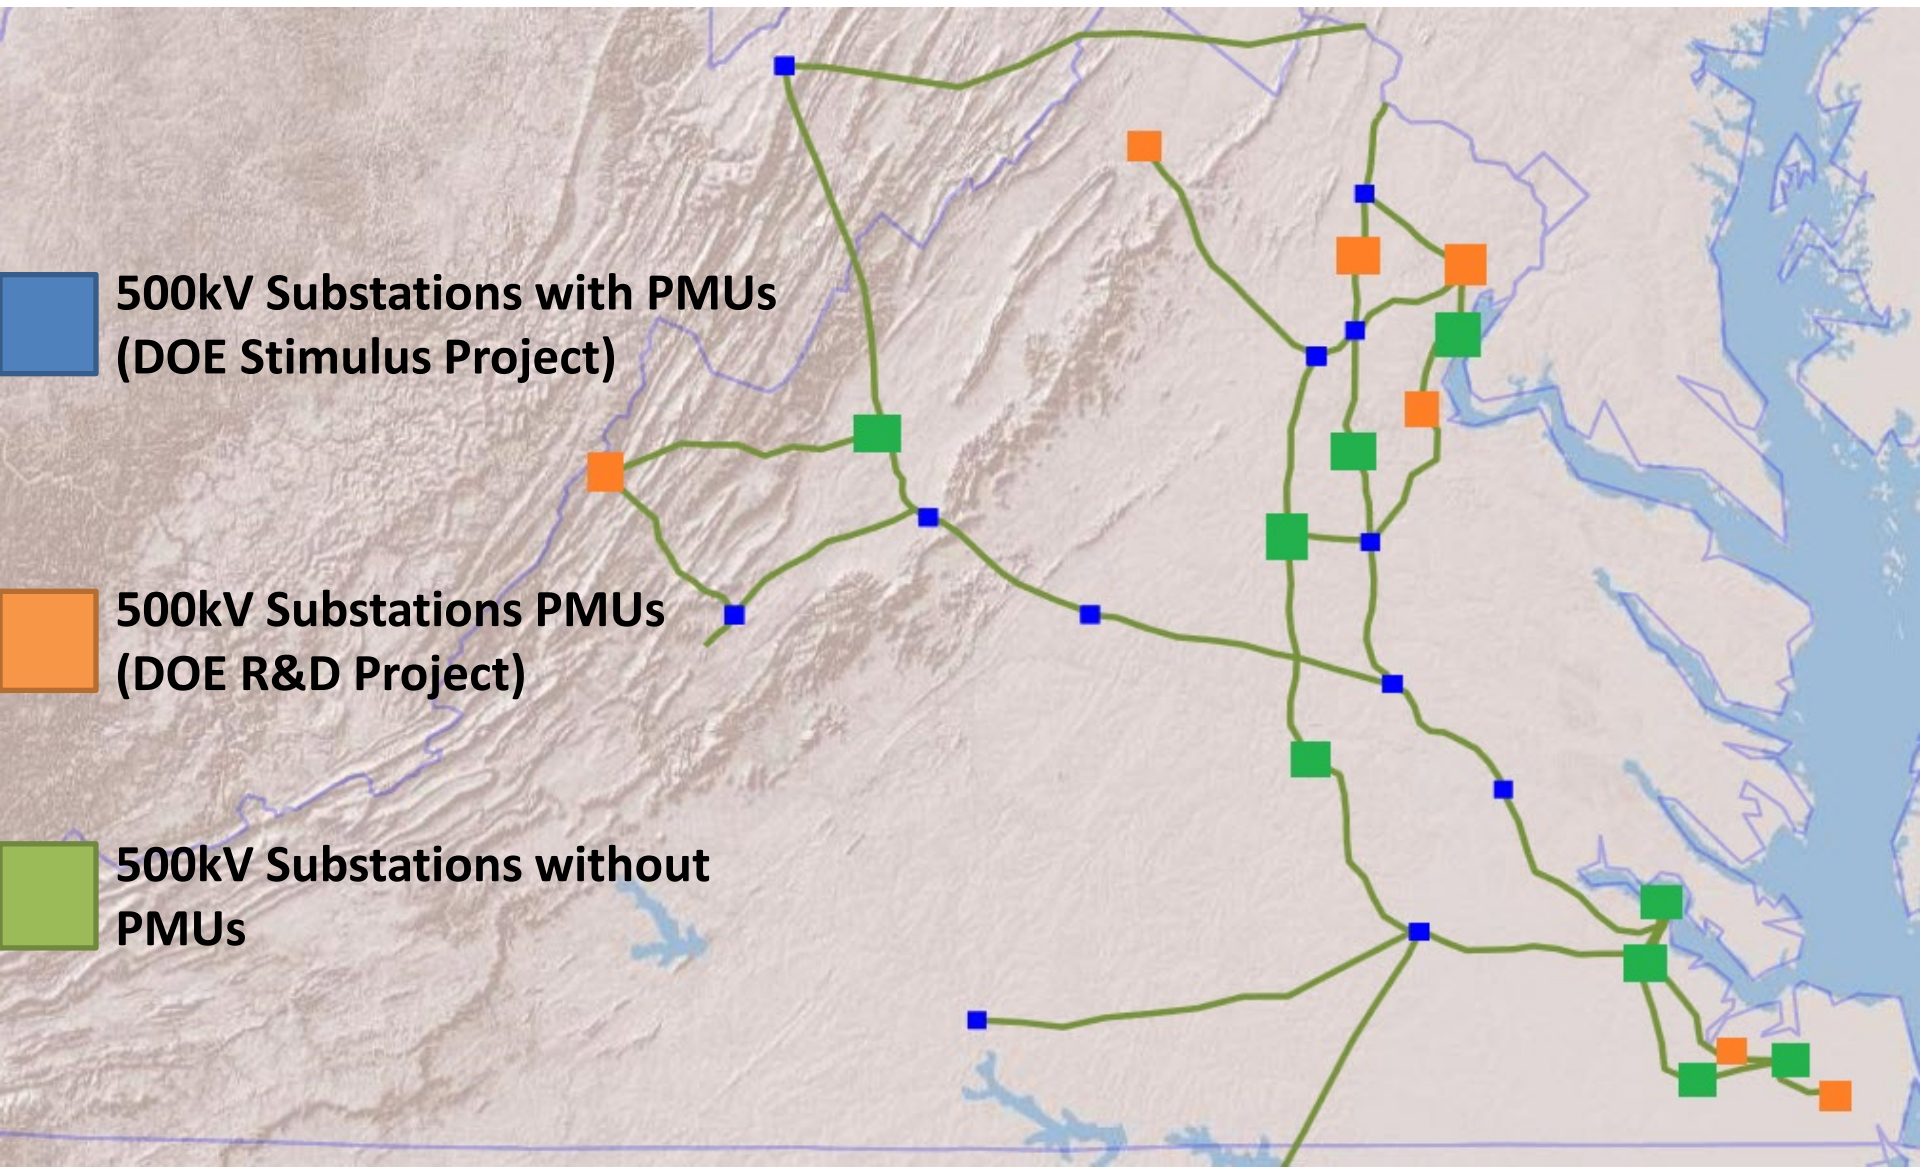 500kV Substations with PMUs
(DOE Stimulus Project)
500kV Substations PMUs
(DOE R&D Project)
500kV Substations without
PMUs